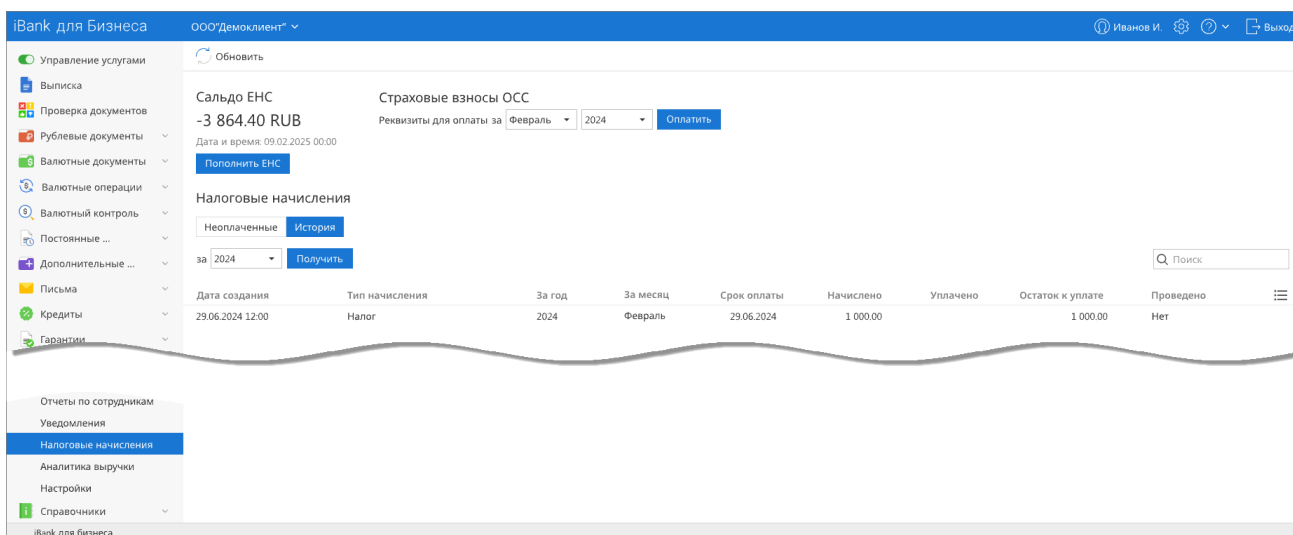 iBank для Бизнеса
ООО"Демоклиент"
Иванов И.
Выход
Управление услугами
Выписка
Проверка документов
Рублевые документы
Валютные документы
Валютные операции
Валютный контроль
Постоянные ...
Дополнительные ...
Письма
Кредиты
Гарантии
Отчеты по сотрудникам
Уведомления
Налоговые начисления
Аналитика выручки
Настройки
Справочники
iBank для бизнеса
Обновить
Сальдо ЕНС
-3 864.40 RUB
Дата и время: 09.02.2025 00:00
Пополнить ЕНС
Страховые взносы ОСС
Реквизиты для оплаты за Февраль 2024 Оплатить
Налоговые начисления
Неоплаченные История
за 2024 Получить
Поиск
Дата создания Тип начисления За год За месяц Срок оплаты Начислено Уплачено Остаток к уплате Проведено
29.06.2024 12:00 Налог 2024 Февраль 29.06.2024 1 000.00 1 000.00 Нет